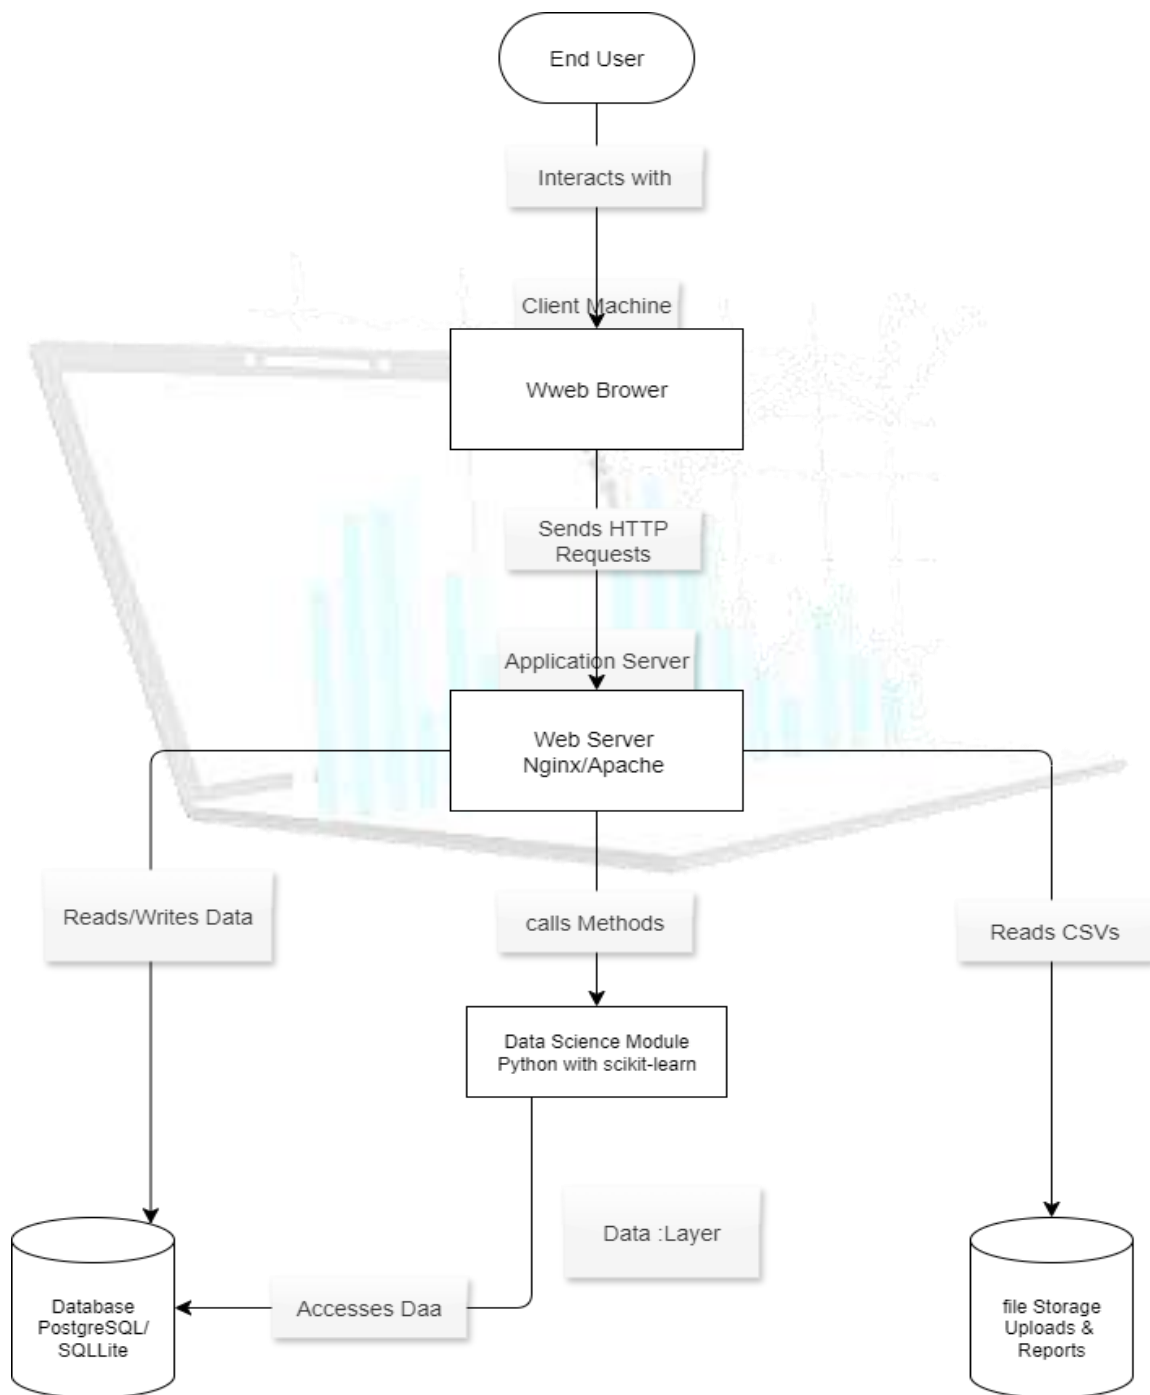 End User
Interacts with
Client Machine
Wweb Brower
Sends HTTP
Requests
Application Server
Web Server
Nginx/Apache
Reads/Writes Data
calls Methods
Reads CSVs
Data Science Module
Python with scikit-learn
Data :Layer
Accesses Daa
Database
PostgreSQL/
SQLLite
file Storage
Uploads &
Reports